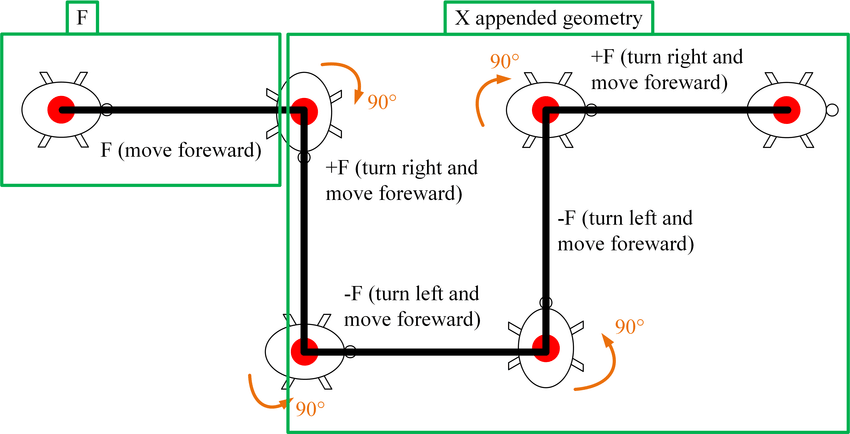 F
X appended geometry
90°
+F (turn right and
move foreward)
90°
F (move foreward)
+F (turn right and
move foreward)
-F (turn left and
move foreward)
-F (turn left and
move foreward)
90°
90°